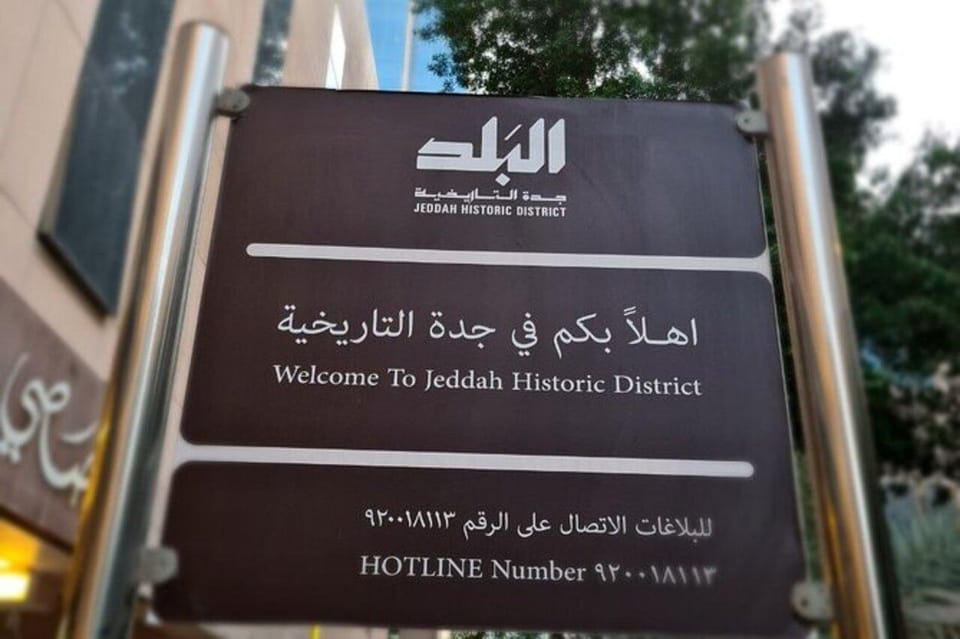 البَلَد
جدة التاريخية
JEDDAH HISTORIC DISTRICT
اهلاً بكم في جدة التاريخية
Welcome To Jeddah Historic District
للبلاغات الاتصال على الرقم ٩٢٠٠١٨١١٣
HOTLINE Number ٩٢٠٠١٨١١٣